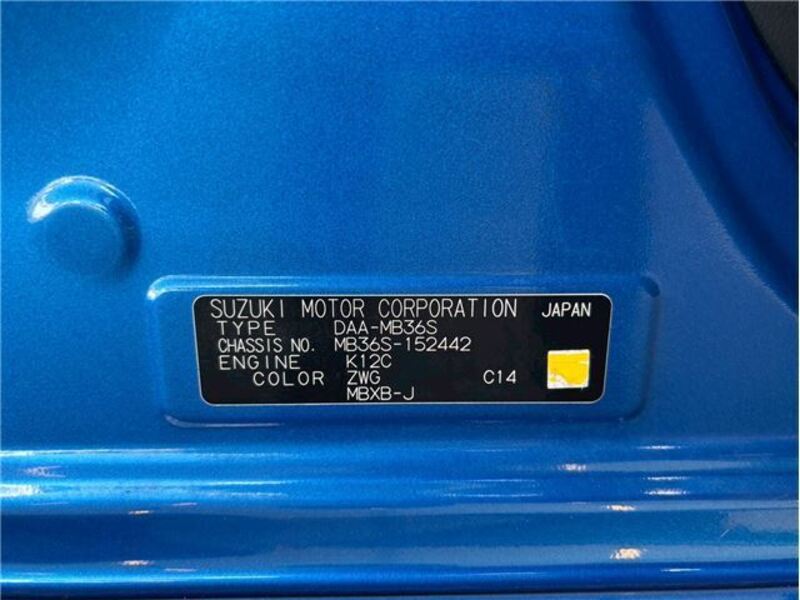 SUZUKI MOTOR CORPORATION JAPAN
TYPE DAA-MB36S
CHASSIS NO. MB36S-152442
ENGINE K12C
COLOR ZWG C14
MBXB-J